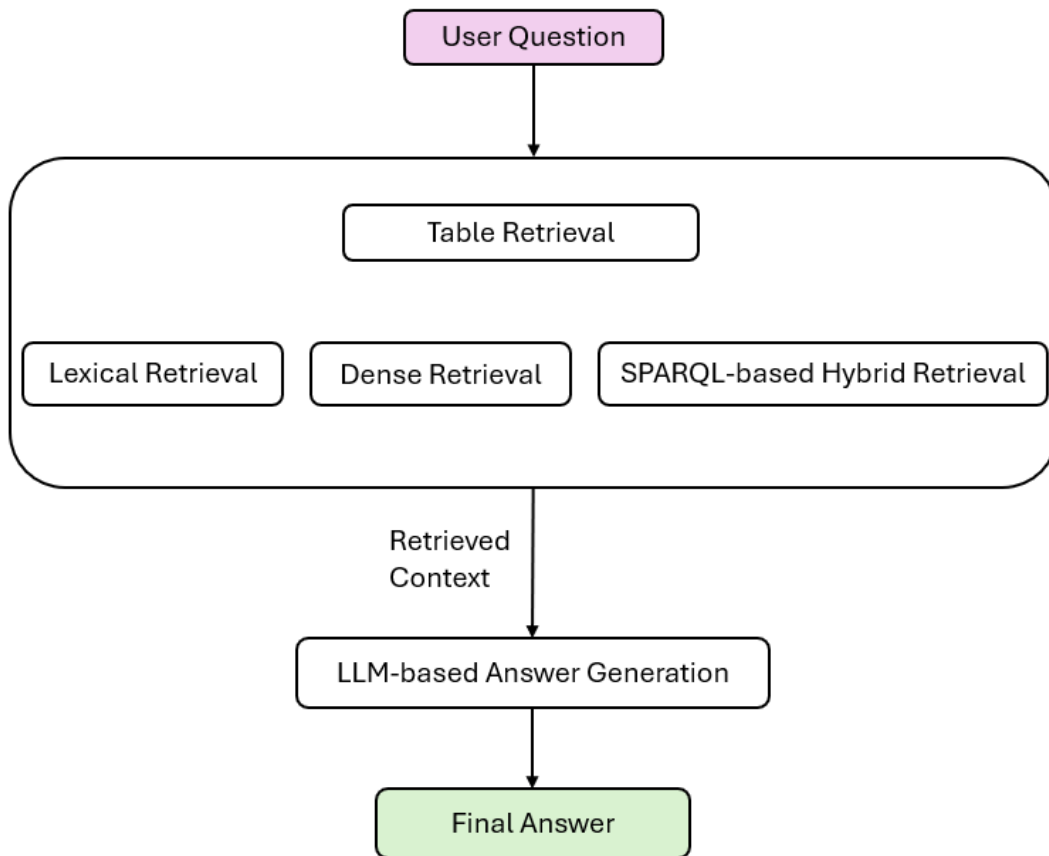 User Question
Table Retrieval
Lexical Retrieval
Dense Retrieval
SPARQL-based Hybrid Retrieval
Retrieved
Context
LLM-based Answer Generation
Final Answer